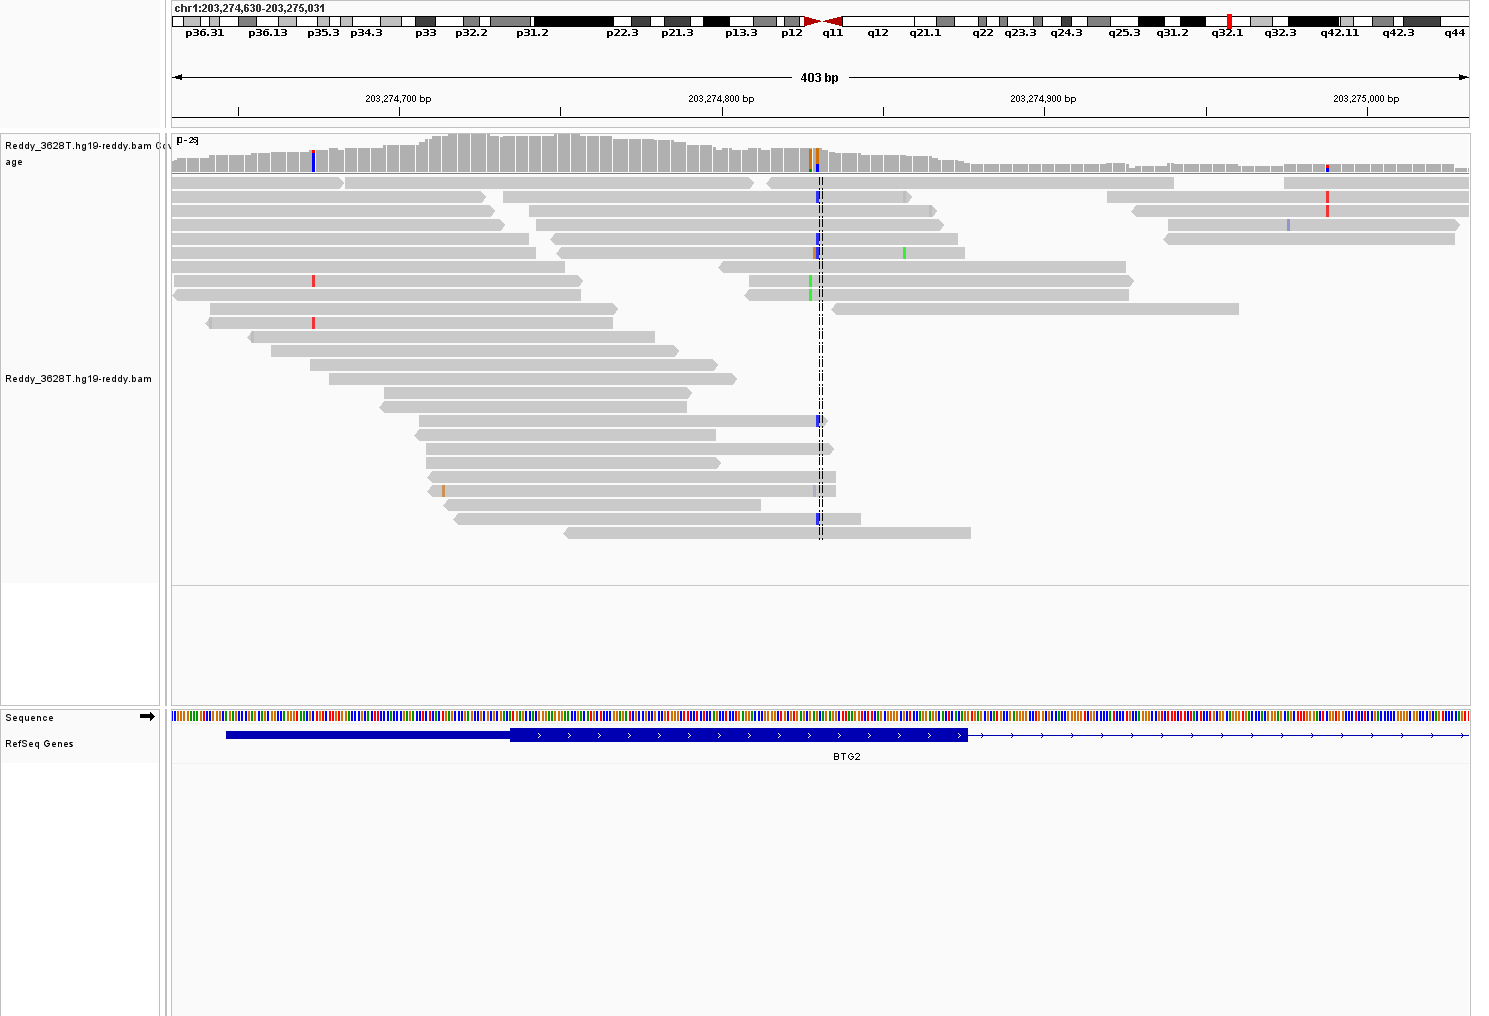 chr1:203,274,630-203,275,031
p36.31 p36.13 p35.3 p34.3 p33 p32.2 p31.2 p22.3 p21.3 p13.3 p12 q11 q12 q21.1 q22 q23.3 q24.3 q25.3 q31.2 q32.1 q32.3 q42.11 q42.3 q44
403 bp
203,274,700 bp 203,274,800 bp 203,274,900 bp 203,275,000 bp
Reddy_3628T.hg19-reddy.bam Cov
age
[0-25]
Reddy_3628T.hg19-reddy.bam
Sequence
RefSeq Genes
BTG2